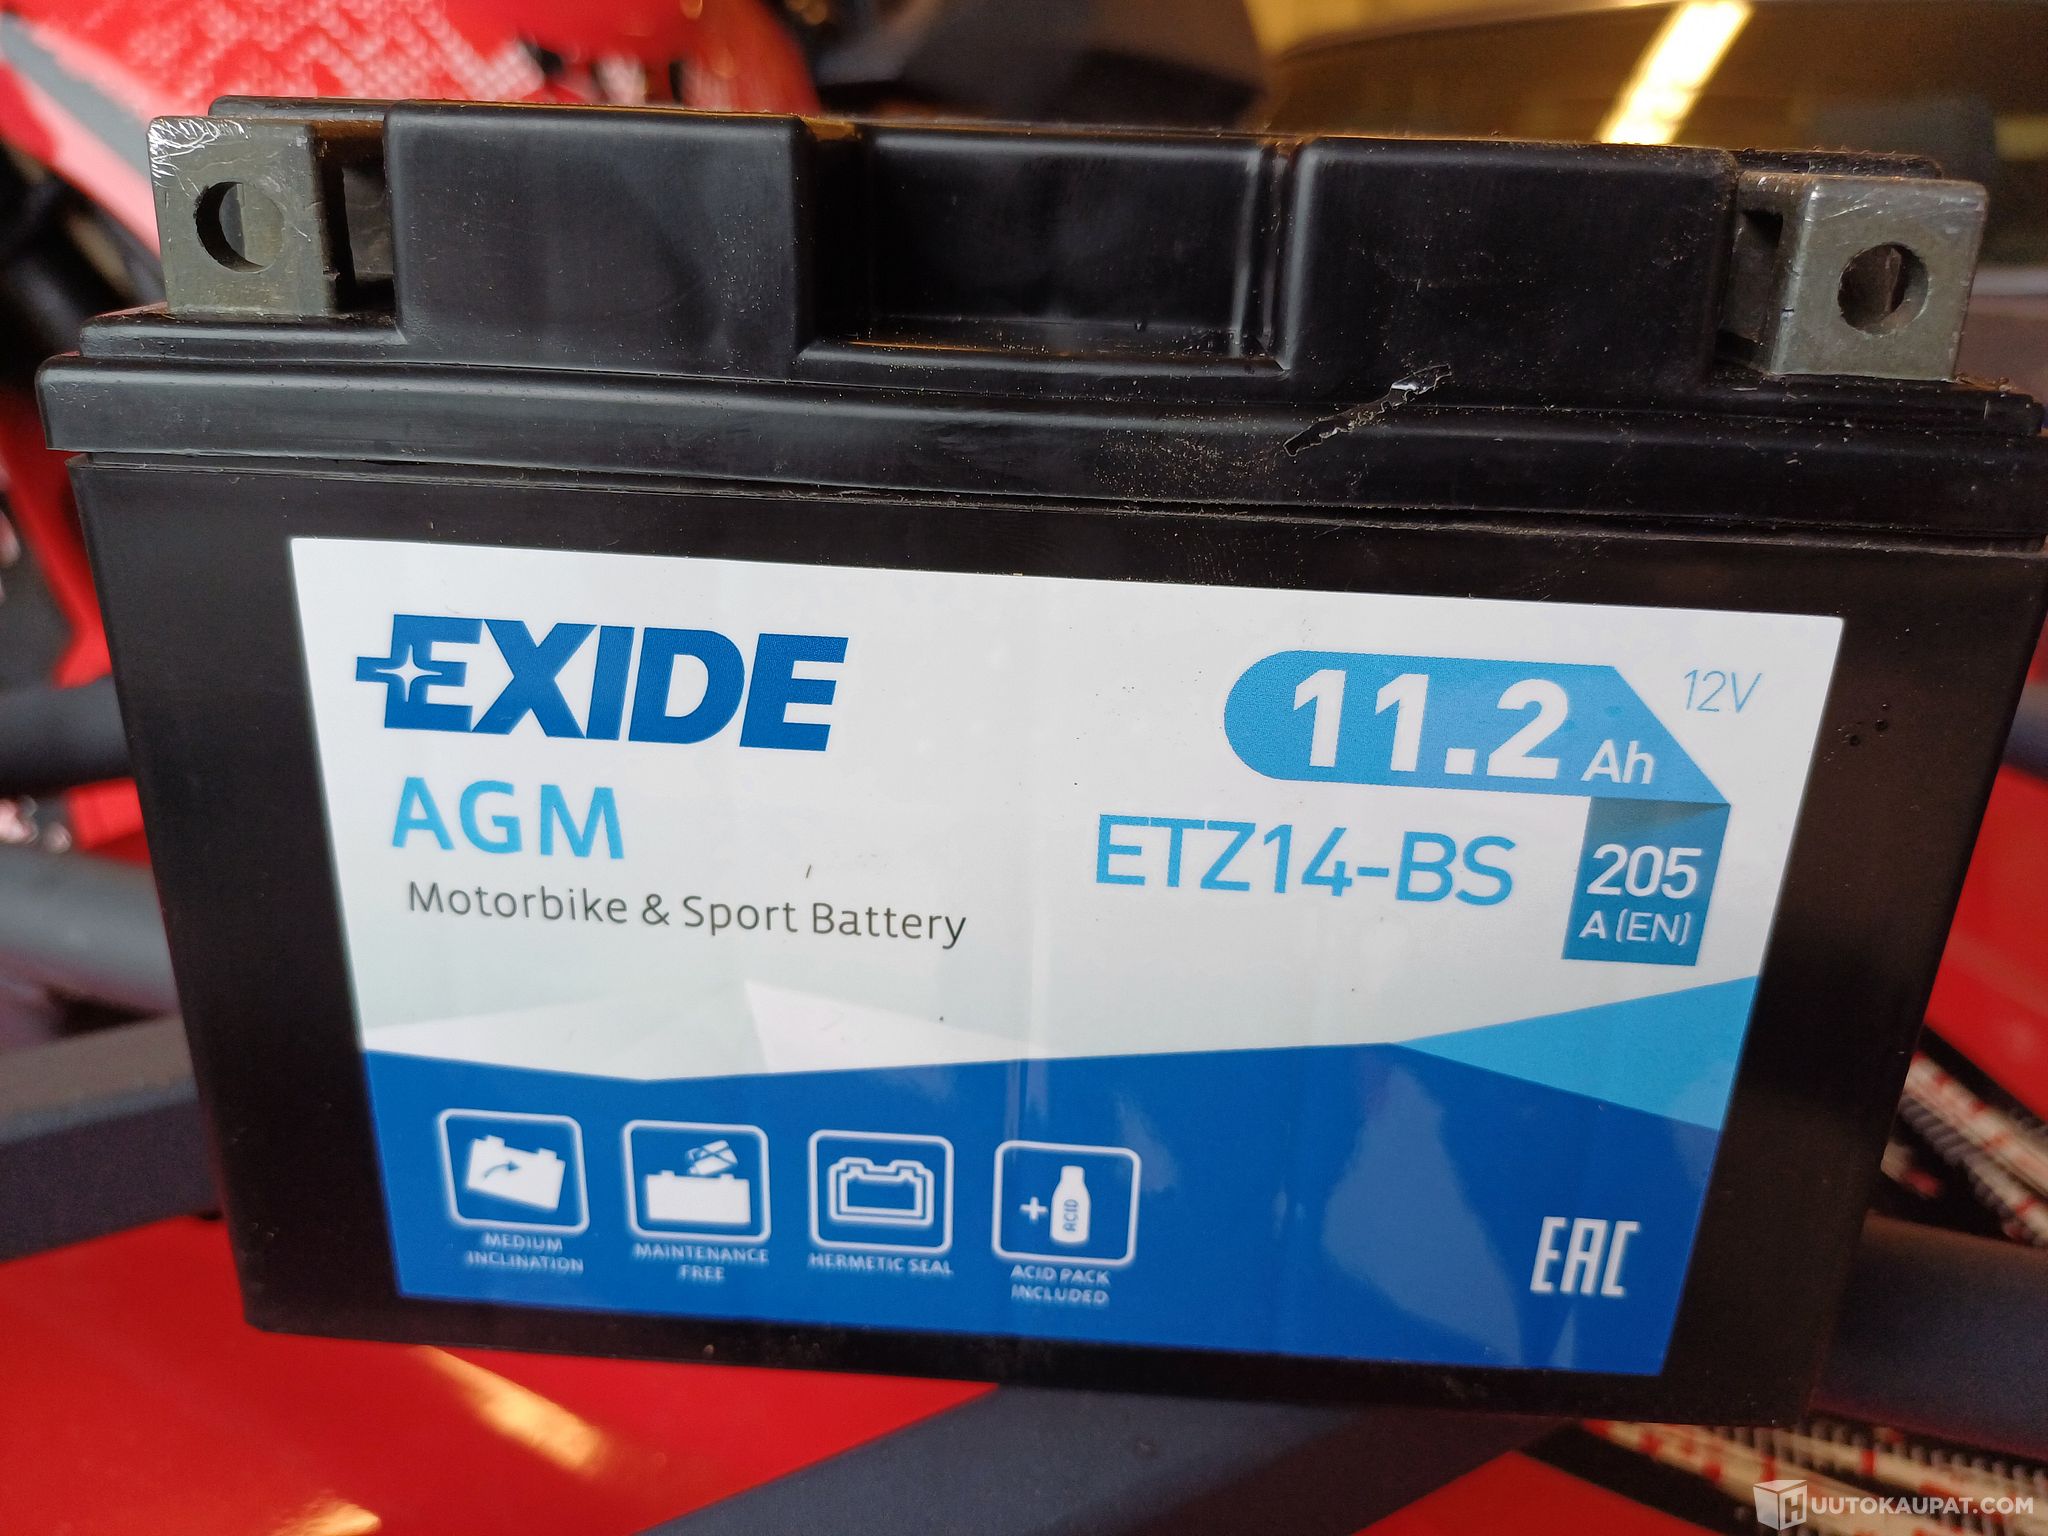 EXIDE
AGM
Motorbike & Sport Battery
11.2 Ah
12V
ETZ14-BS
205
A (EN)
MEDIUM
INCLINATION
MAINTENANCE
FREE
HERMETIC SEAL
ACID
ACID PACK
INCLUDED
EAC
HUUTOKAUPAT.COM